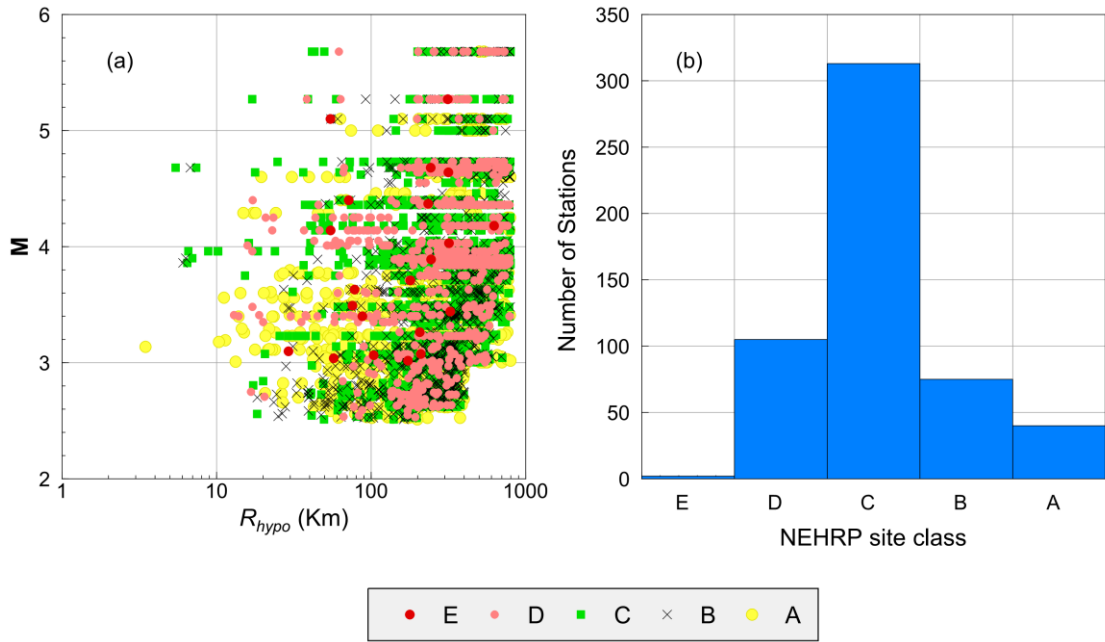 (a)
M
6
5
4
3
2
1
10
100
1000
R_hypo (Km)
(b)
Number of Stations
350
300
250
200
150
100
50
0
E D C B A
NEHRP site class
E D C B A